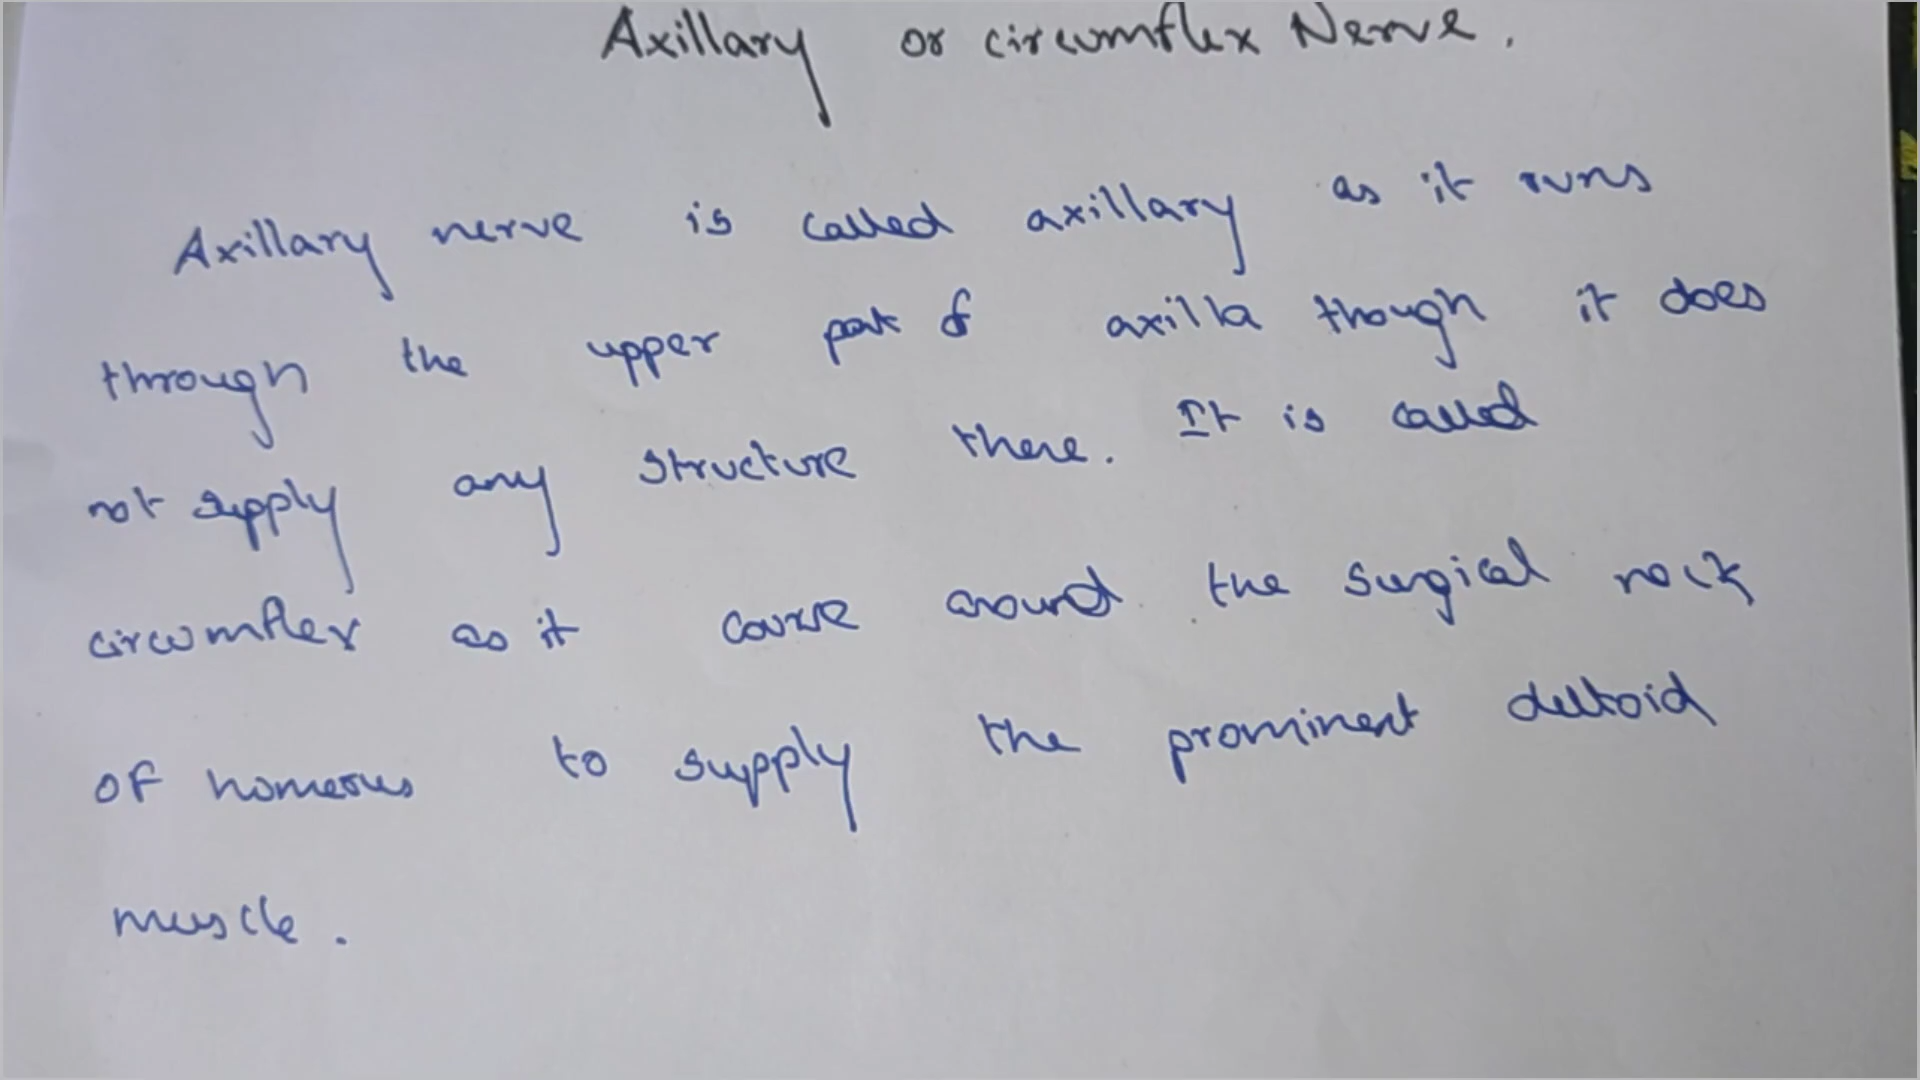 Axillary or circumflex Nerve.
Axillary nerve is called axillary as it runs
through the upper part of axilla though it does
not supply any structure there. It is called
circumflex as it course around the surgical neck
of homerus to supply the prominent deltoid
muscle.